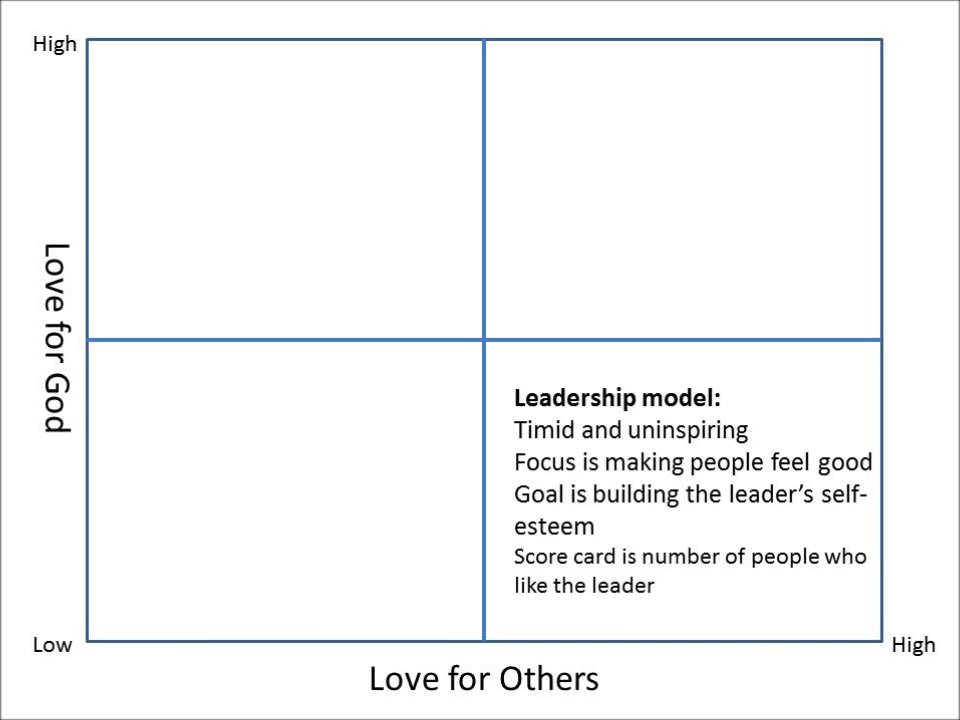 High
Love for God
Leadership model:
Timid and uninspiring
Focus is making people feel good
Goal is building the leader’s self-
esteem
Score card is number of people who
like the leader
Low
High
Love for Others